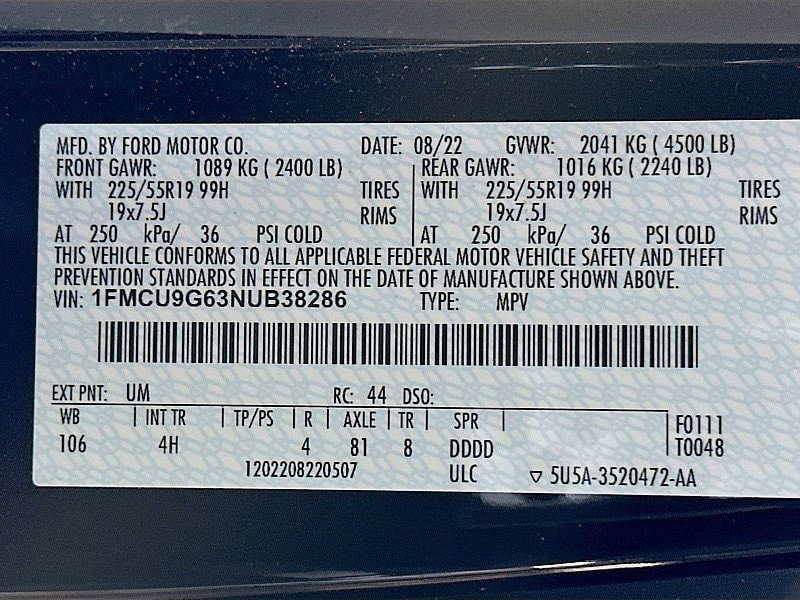 MFD. BY FORD MOTOR CO. DATE: 08/22 GVWR: 2041 KG ( 4500 LB)
FRONT GAWR: 1089 KG ( 2400 LB) REAR GAWR: 1016 KG ( 2240 LB)
WITH 225/55R19 99H TIRES WITH 225/55R19 99H TIRES
19x7.5J RIMS 19x7.5J RIMS
AT 250 kPa/ 36 PSI COLD AT 250 kPa/ 36 PSI COLD
THIS VEHICLE CONFORMS TO ALL APPLICABLE FEDERAL MOTOR VEHICLE SAFETY AND THEFT
PREVENTION STANDARDS IN EFFECT ON THE DATE OF MANUFACTURE SHOWN ABOVE.
VIN: 1FMCU9G63NUB38286 TYPE: MPV
EXT PNT: UM RC: 44 DSO:
WB INT TR TP/PS R AXLE TR SPR F0111
106 4H 4 81 8 DDDD T0048
1202208220507 ULC ▽ 5U5A-3520472-AA